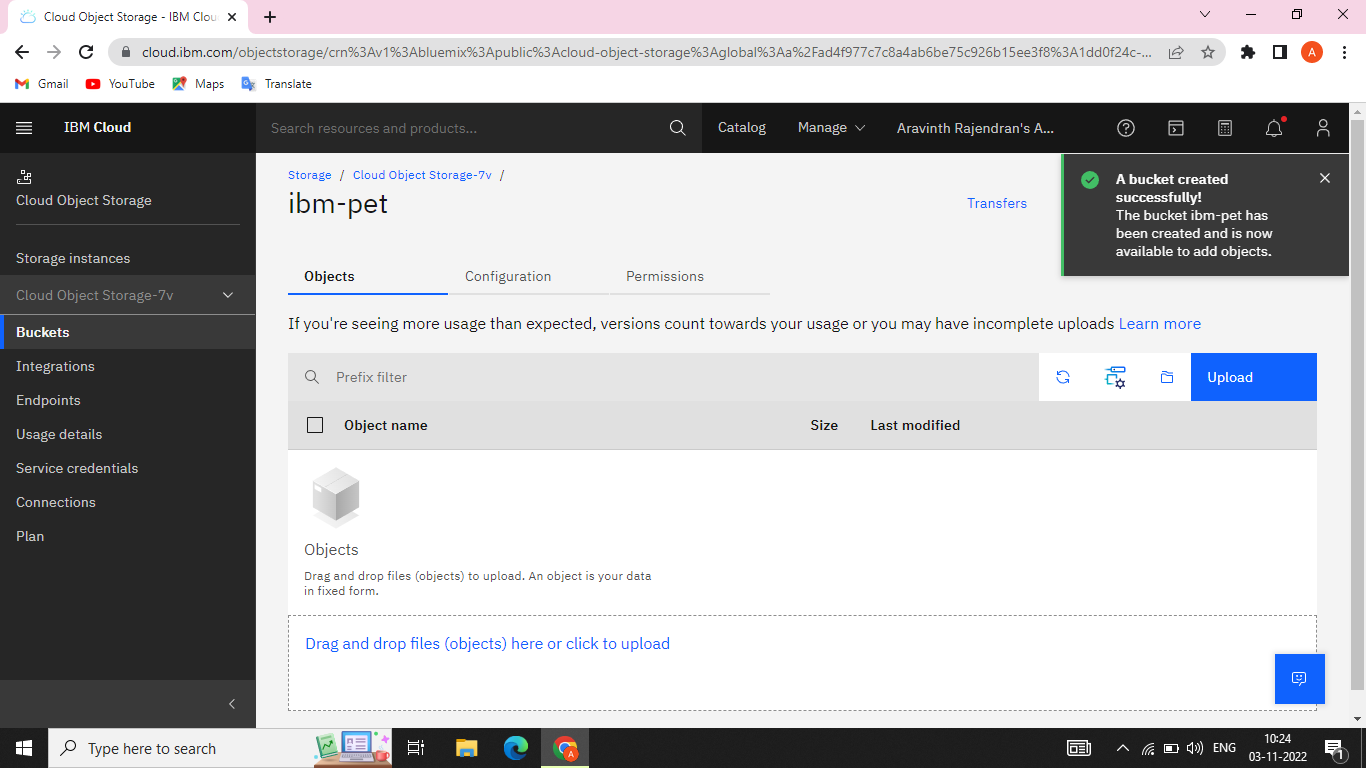 Cloud Object Storage - IBM Clou
cloud.ibm.com/objectstorage/crn%3Av1%3Abluemix%3Apublic%3Acloud-object-storage%3Aglobal%3Aa%2Fad4f977c7c8a4ab6be75c926b15ee3f8%3A1dd0f24c-...
A
Gmail
YouTube
Maps
Translate
IBM Cloud
Search resources and products...
Catalog
Manage
Aravinth Rajendran's A...
Cloud Object Storage
Storage instances
Cloud Object Storage-7v
Buckets
Integrations
Endpoints
Usage details
Service credentials
Connections
Plan
Storage / Cloud Object Storage-7v /
ibm-pet
Transfers
A bucket created
successfully!
The bucket ibm-pet has
been created and is now
available to add objects.
Objects
Configuration
Permissions
If you're seeing more usage than expected, versions count towards your usage or you may have incomplete uploads Learn more
Prefix filter
Upload
Object name
Size
Last modified
Objects
Drag and drop files (objects) to upload. An object is your data
in fixed form.
Drag and drop files (objects) here or click to upload
Type here to search
A
ENG
10:24
03-11-2022
1